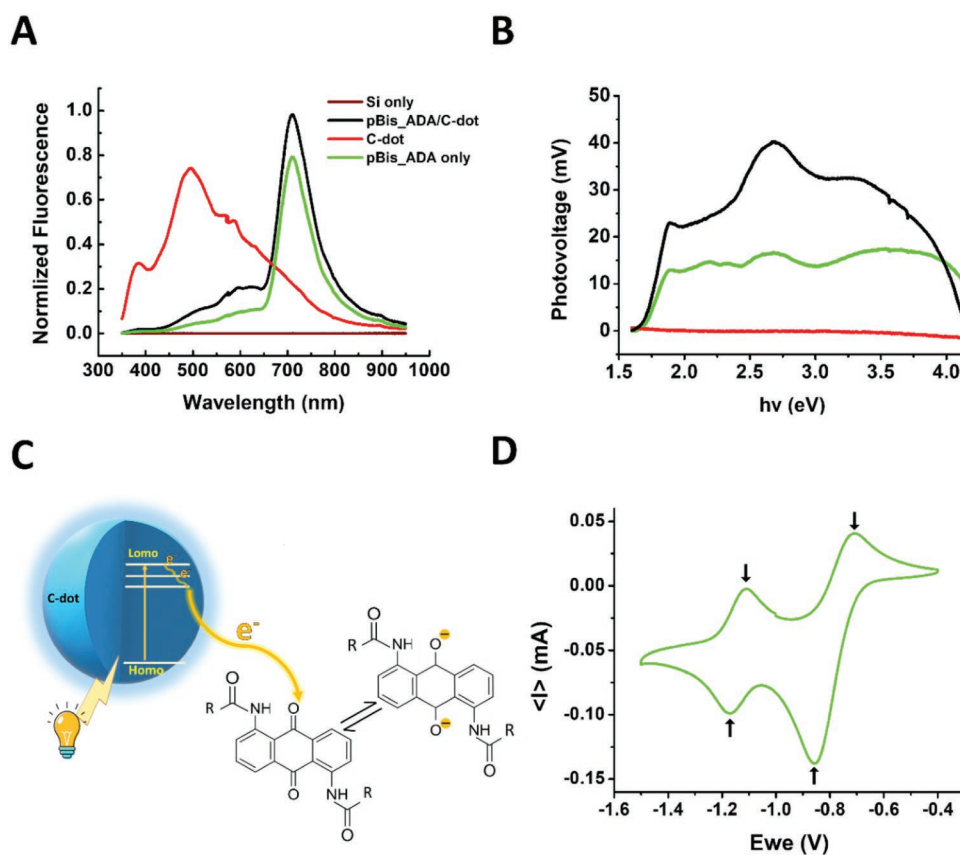 A
Normlized Fluorescence
1.0
0.8
0.6
0.4
0.2
0.0
300 400 500 600 700 800 900 1000
Wavelength (nm)
Si only
pBis_ADA/C-dot
C-dot
pBis_ADA only
B
Photovoltage (mV)
50
40
30
20
10
0
1.5 2.0 2.5 3.0 3.5 4.0
hv (eV)
C
C-dot
Lomo
e-
e-
Homo
e-
O
R
NH
O
O
NH
R
O
O
R
NH
O
O
NH
R
O
D
<I> (mA)
0.05
0.00
-0.05
-0.10
-0.15
-1.6 -1.4 -1.2 -1.0 -0.8 -0.6 -0.4
Ewe (V)